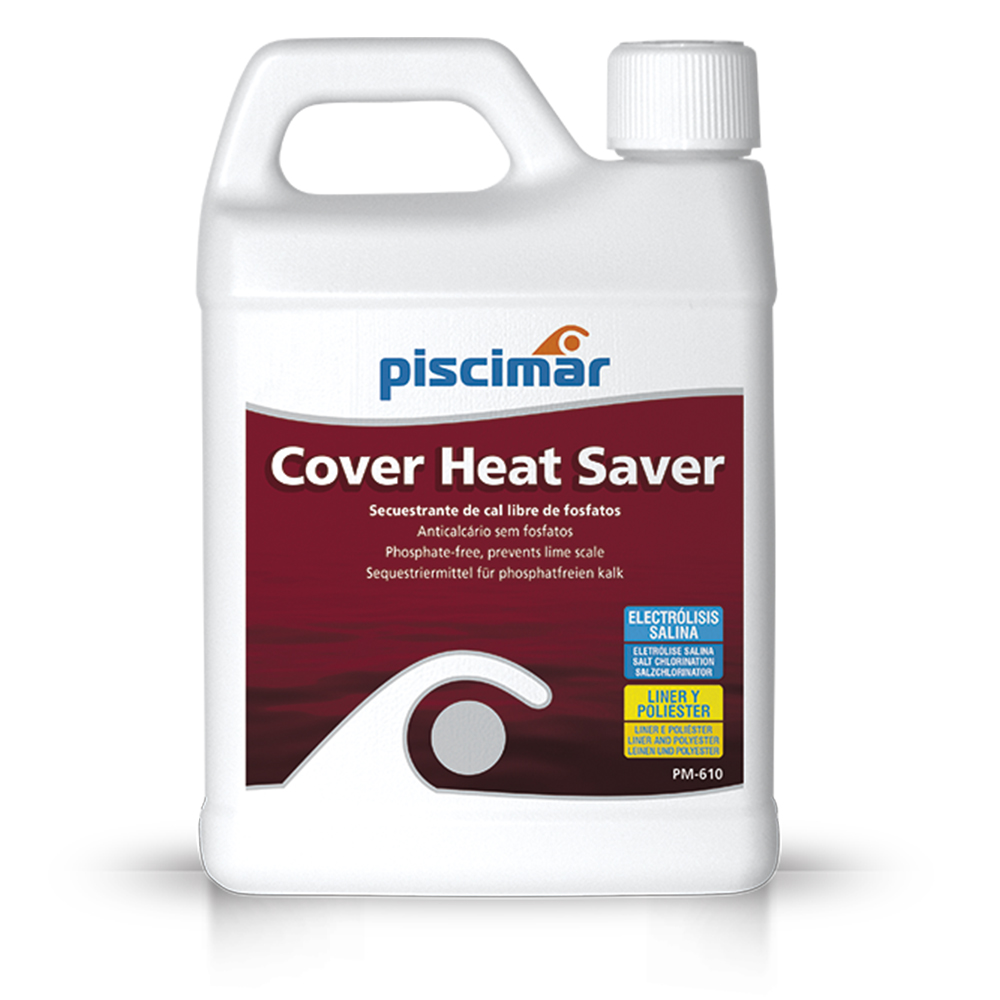 piscimar
Cover Heat Saver
Secuestrante de cal libre de fosfatos
Anticalcário sem fosfatos
Phosphate-free, prevents lime scale
Sequestriermittel für phosphatfreien kalk
ELECTRÓLISIS
SALINA
ELETRÓLISE SALINA
SALT CHLORINATION
SALZCHLORINATOR
LINER Y
POLIÉSTER
LINER E POLIÉSTER
LINER AND POLYESTER
LEINEN UND POLYESTER
PM-610